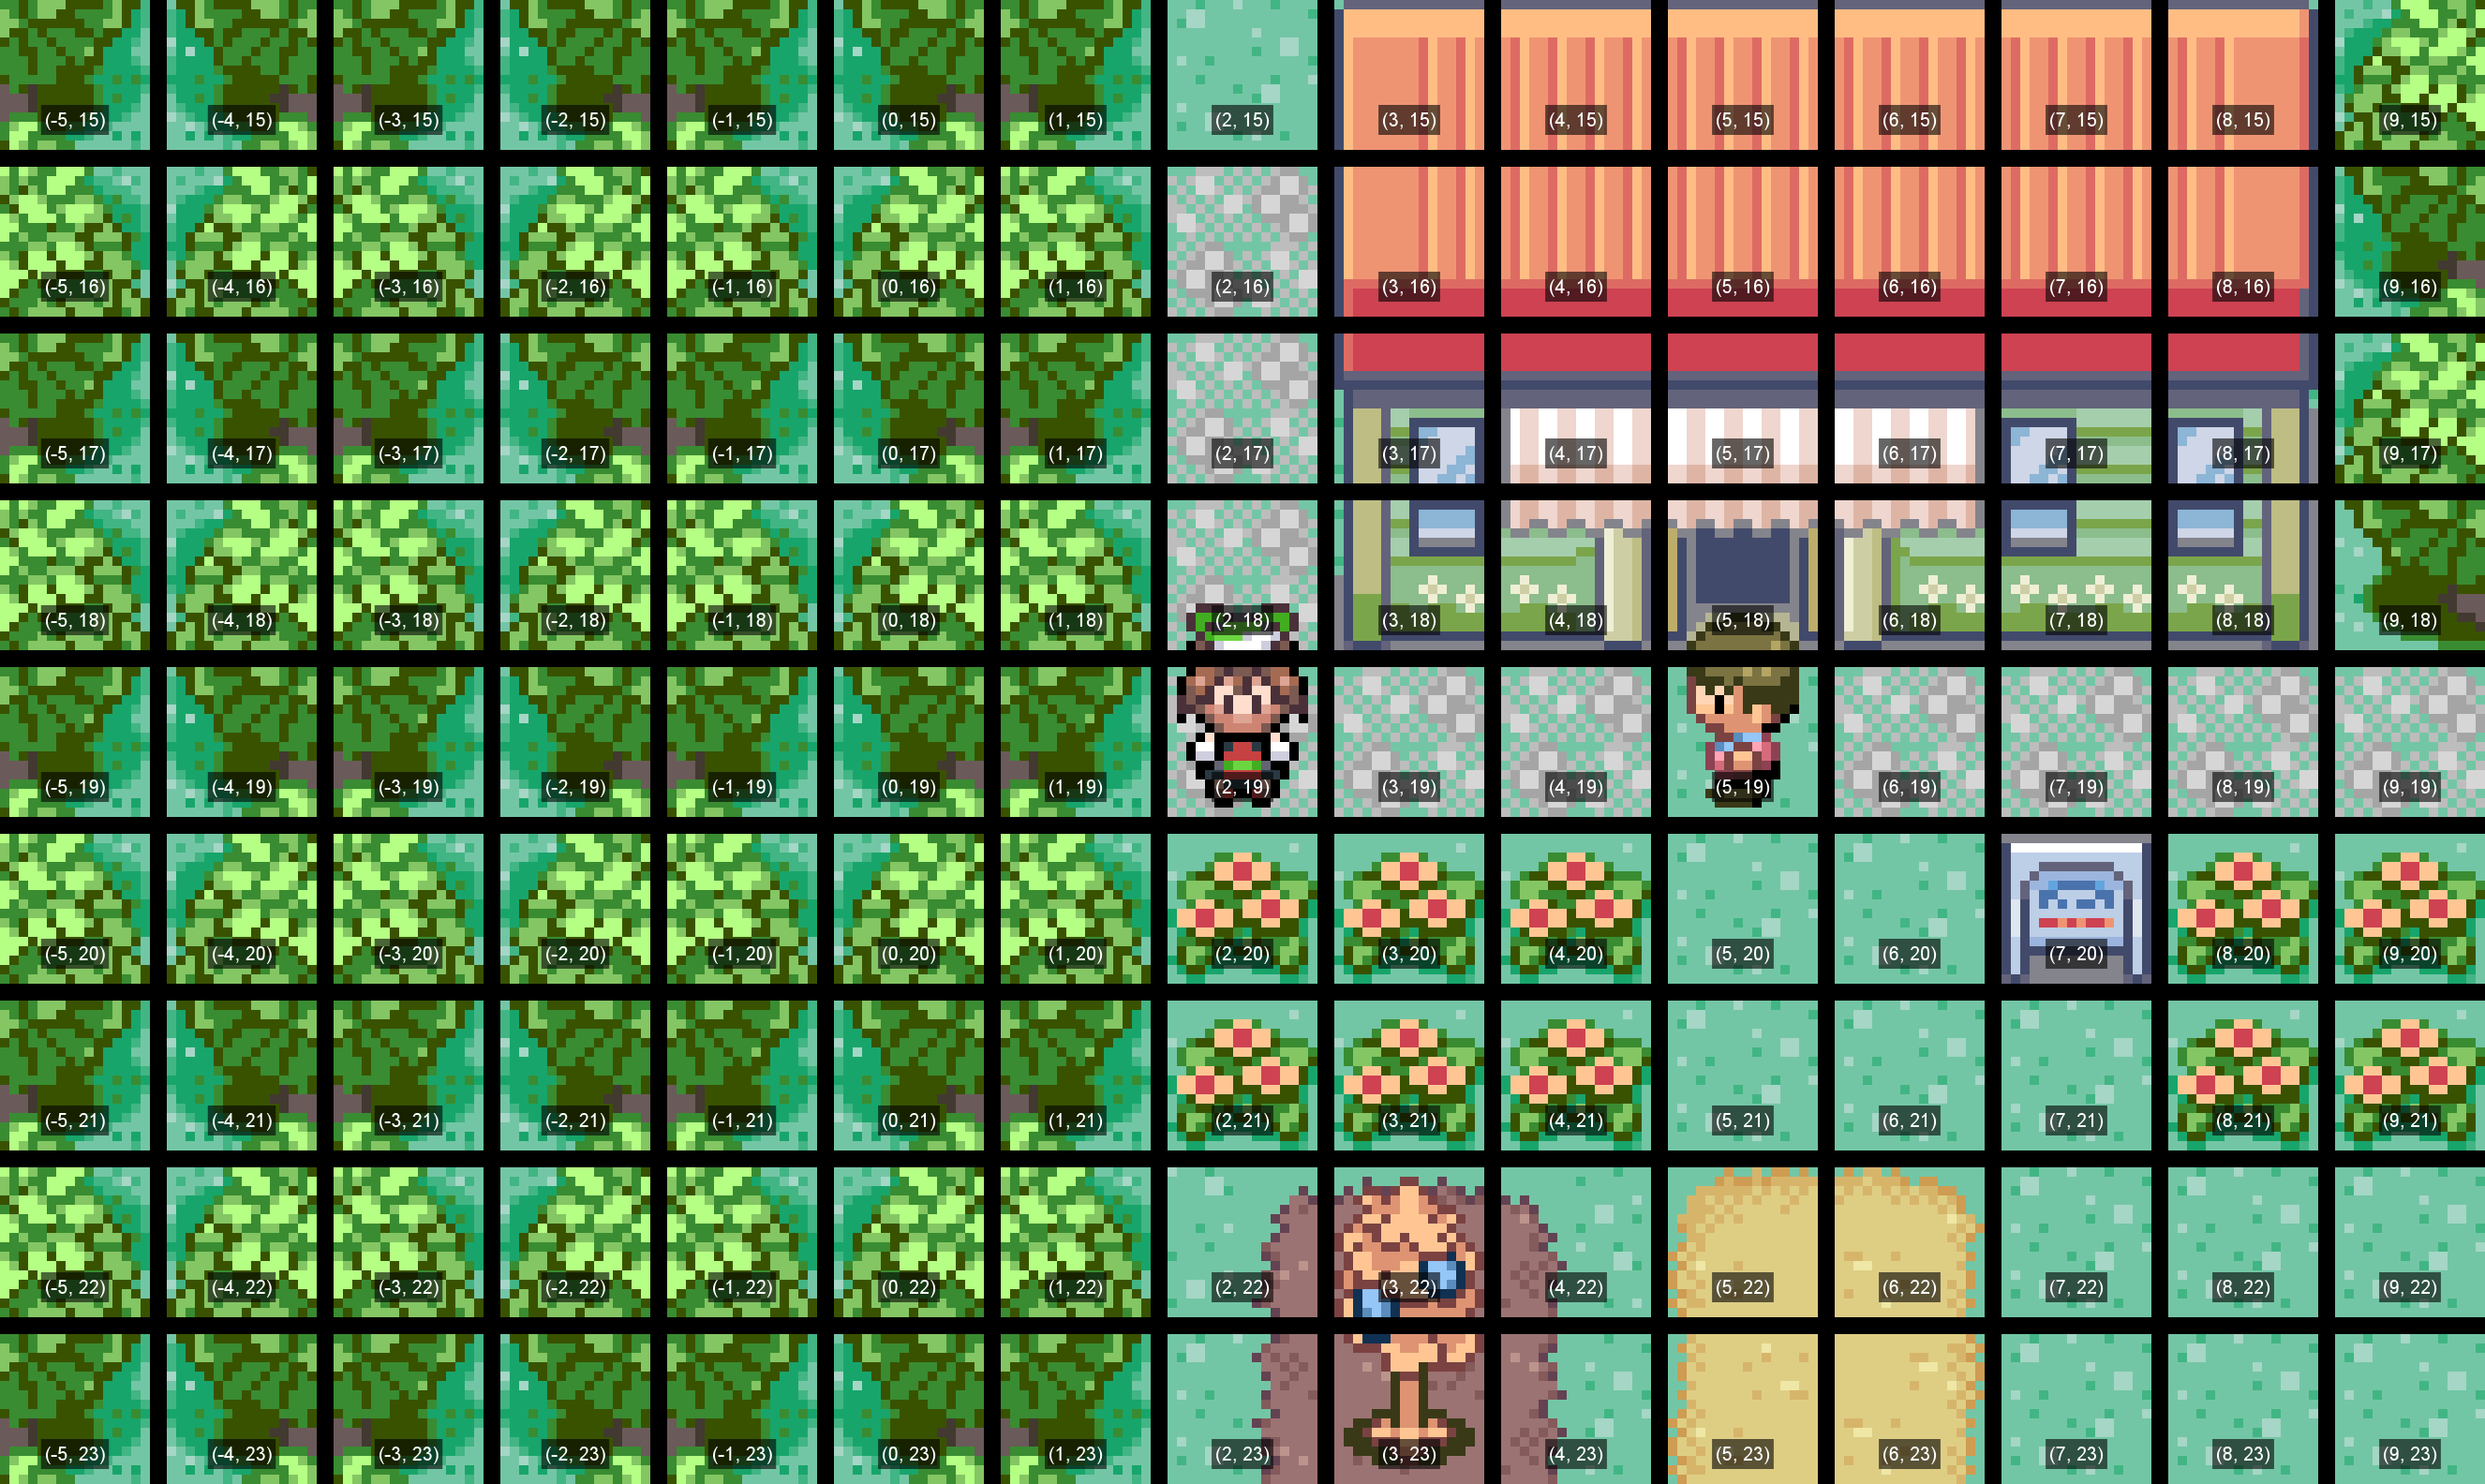 (-5, 15) (-4, 15) (-3, 15) (-2, 15) (-1, 15) (0, 15) (1, 15) (2, 15) (3, 15) (4, 15) (5, 15) (6, 15) (7, 15) (8, 15) (9, 15)
(-5, 16) (-4, 16) (-3, 16) (-2, 16) (-1, 16) (0, 16) (1, 16) (2, 16) (3, 16) (4, 16) (5, 16) (6, 16) (7, 16) (8, 16) (9, 16)
(-5, 17) (-4, 17) (-3, 17) (-2, 17) (-1, 17) (0, 17) (1, 17) (2, 17) (3, 17) (4, 17) (5, 17) (6, 17) (7, 17) (8, 17) (9, 17)
(-5, 18) (-4, 18) (-3, 18) (-2, 18) (-1, 18) (0, 18) (1, 18) (2, 18) (3, 18) (4, 18) (5, 18) (6, 18) (7, 18) (8, 18) (9, 18)
(-5, 19) (-4, 19) (-3, 19) (-2, 19) (-1, 19) (0, 19) (1, 19) (2, 19) (3, 19) (4, 19) (5, 19) (6, 19) (7, 19) (8, 19) (9, 19)
(-5, 20) (-4, 20) (-3, 20) (-2, 20) (-1, 20) (0, 20) (1, 20) (2, 20) (3, 20) (4, 20) (5, 20) (6, 20) (7, 20) (8, 20) (9, 20)
(-5, 21) (-4, 21) (-3, 21) (-2, 21) (-1, 21) (0, 21) (1, 21) (2, 21) (3, 21) (4, 21) (5, 21) (6, 21) (7, 21) (8, 21) (9, 21)
(-5, 22) (-4, 22) (-3, 22) (-2, 22) (-1, 22) (0, 22) (1, 22) (2, 22) (3, 22) (4, 22) (5, 22) (6, 22) (7, 22) (8, 22) (9, 22)
(-5, 23) (-4, 23) (-3, 23) (-2, 23) (-1, 23) (0, 23) (1, 23) (2, 23) (3, 23) (4, 23) (5, 23) (6, 23) (7, 23) (8, 23) (9, 23)